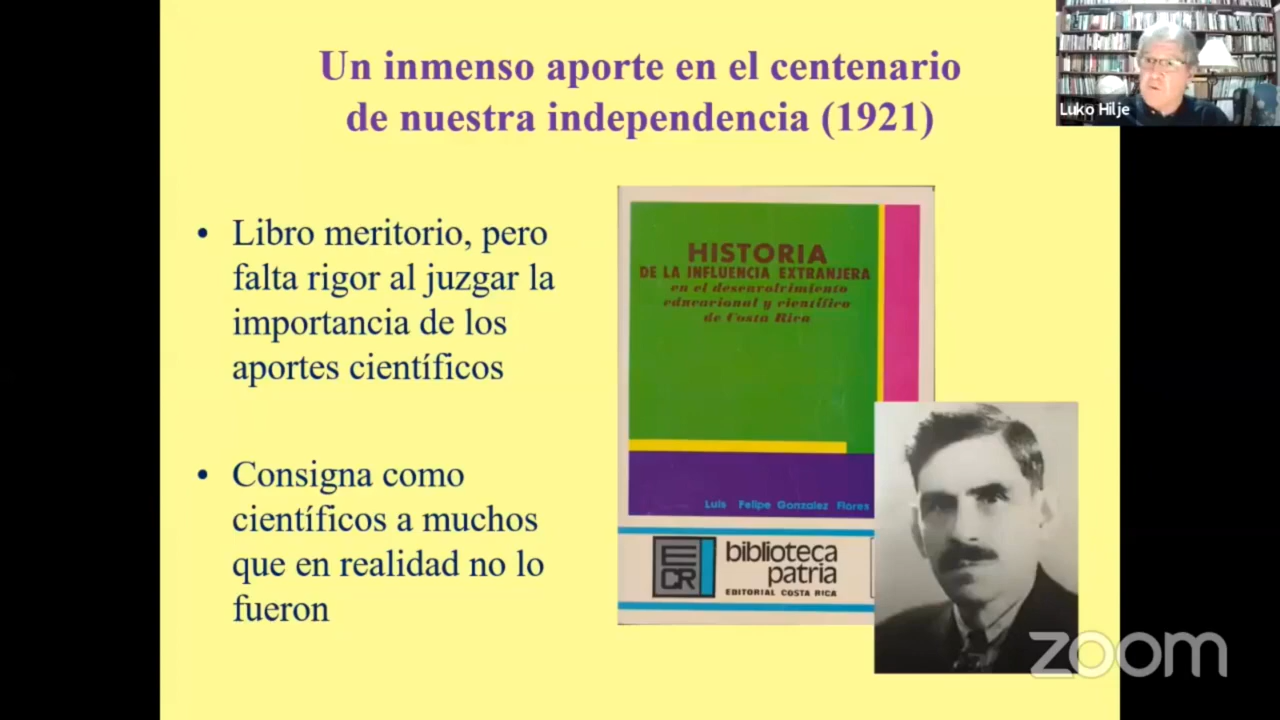 Un inmenso aporte en el centenario
de nuestra independencia (1921)
Luko Hilje
• Libro meritorio, pero
falta rigor al juzgar la
importancia de los
aportes científicos
• Consigna como
científicos a muchos
que en realidad no lo
fueron
HISTORIA
DE LA INFLUENCIA EXTRANJERA
en el desenvolvimiento
educacional y científico
de Costa Rica
Luis Felipe Gonzalez Flores
ECR
biblioteca
patria
EDITORIAL COSTA RICA
zoom